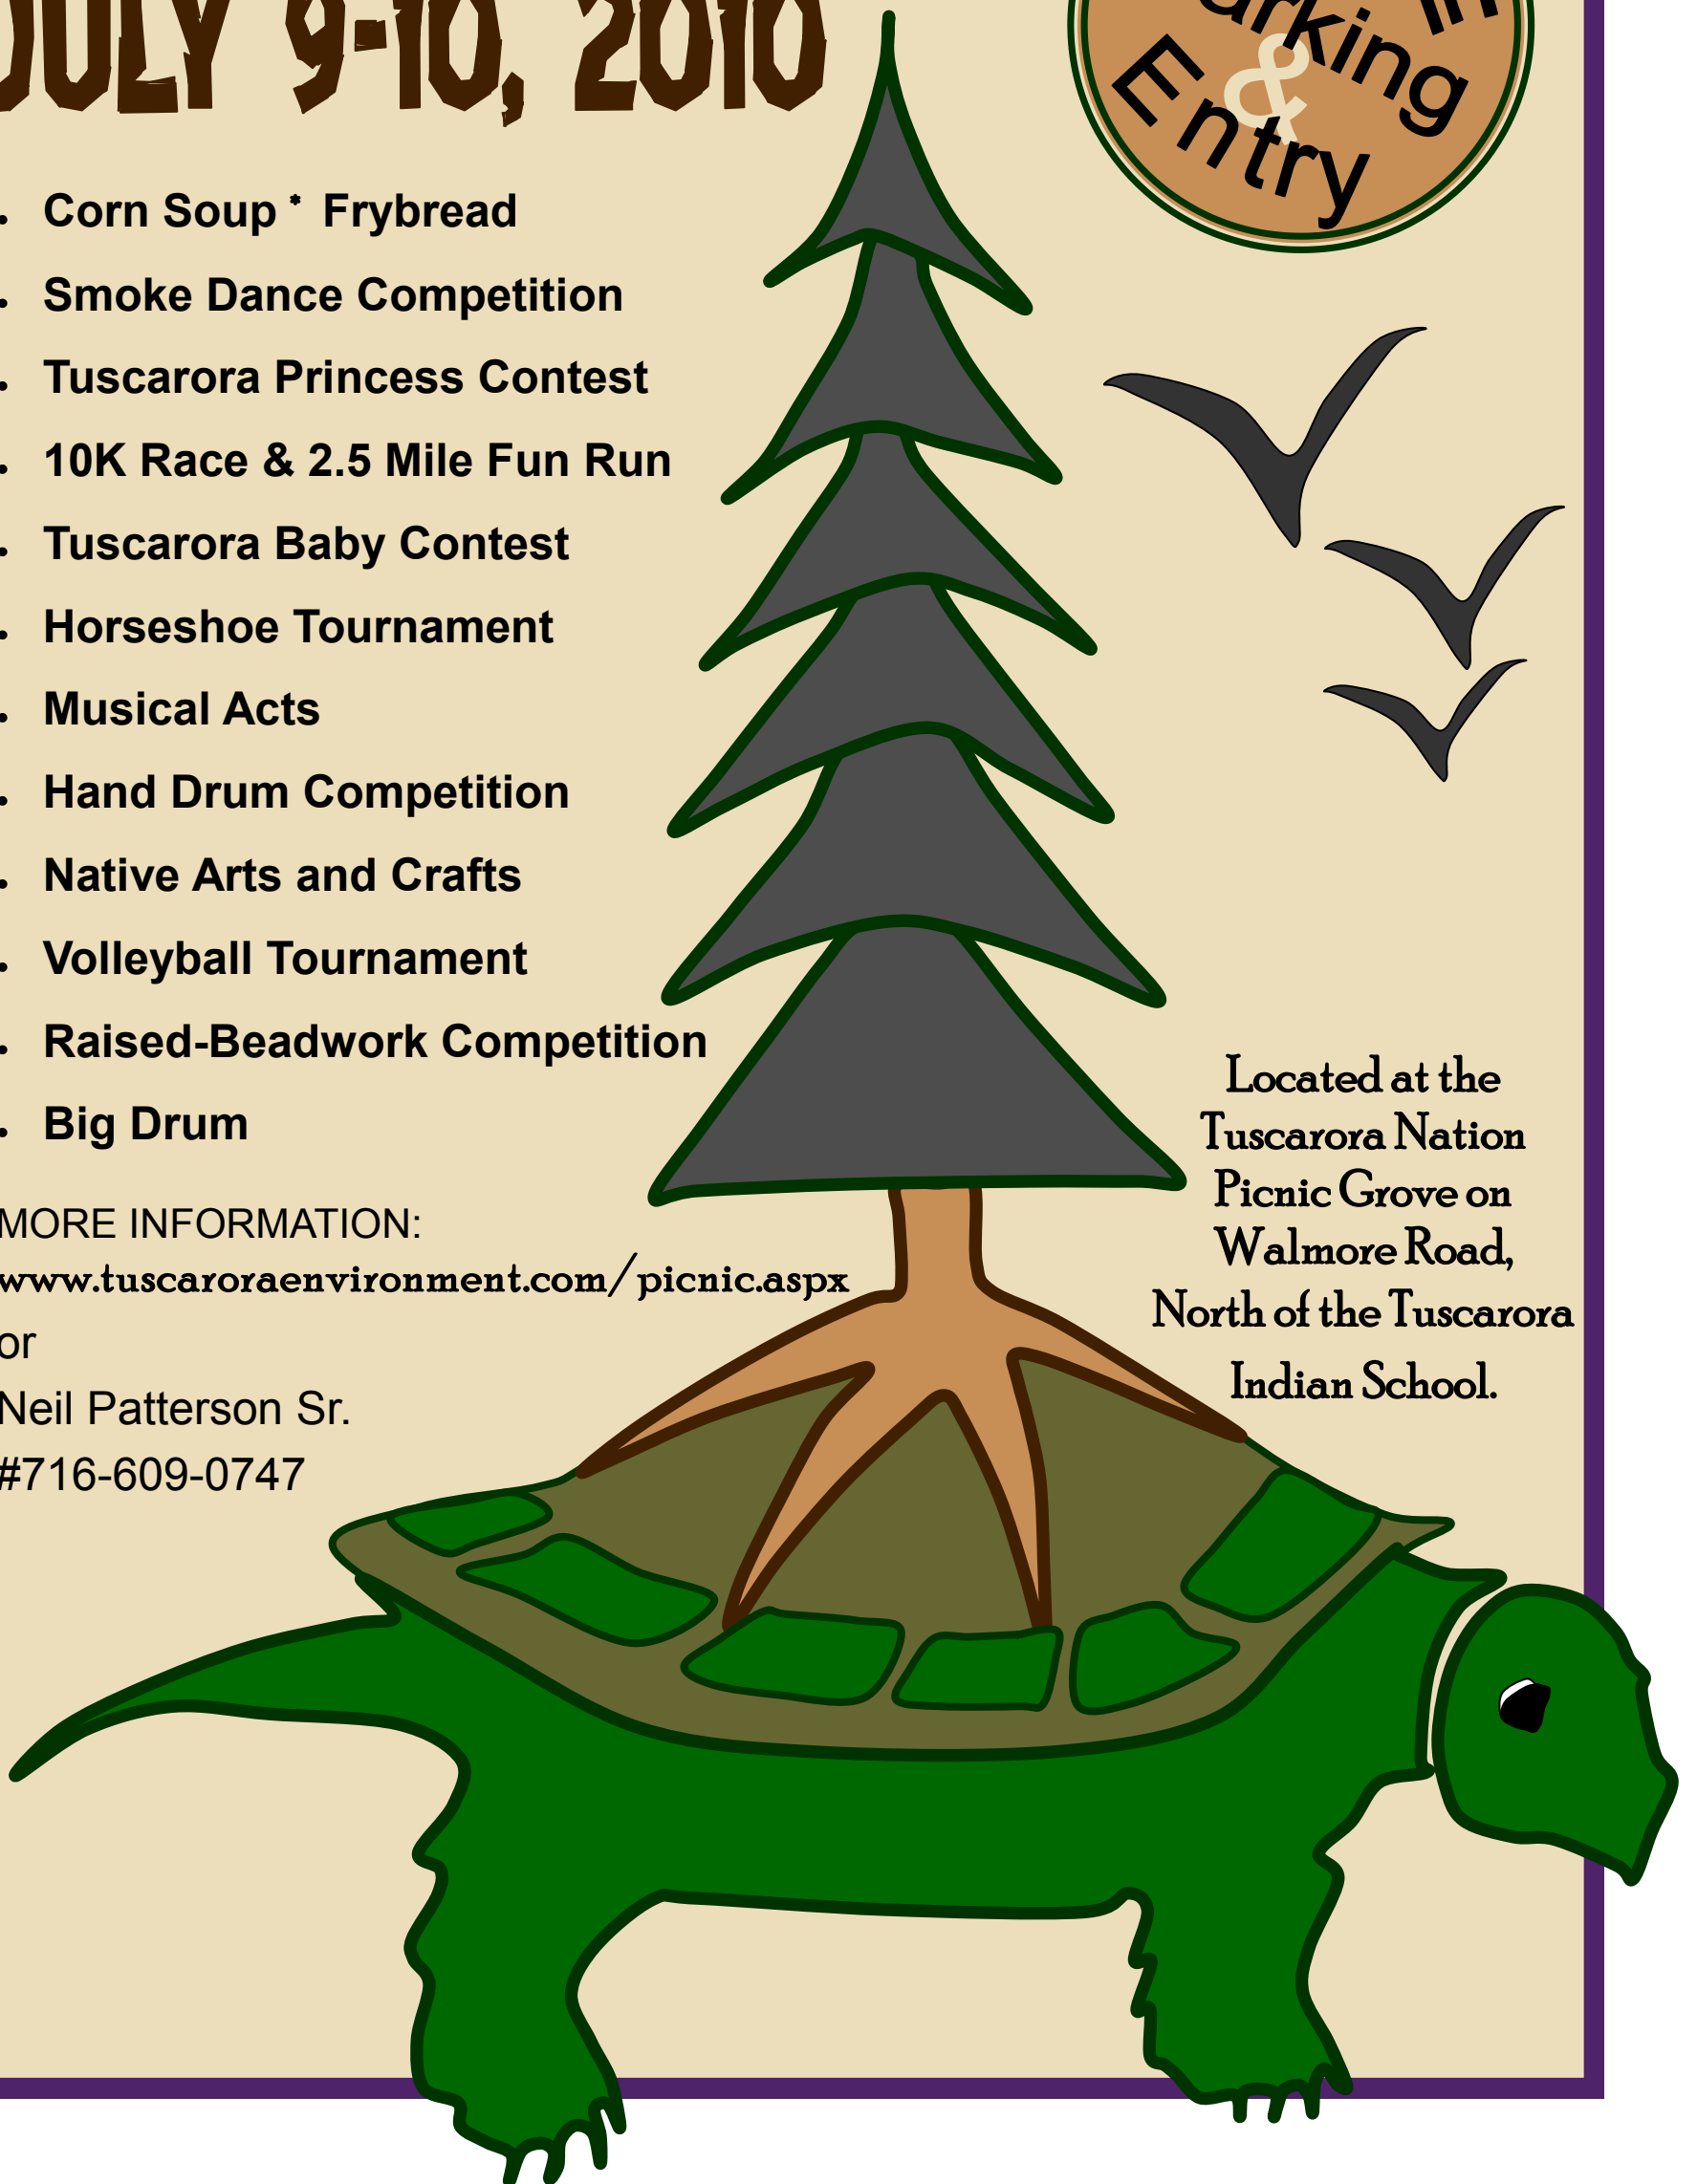 JULY 9-10, 2010
in
&
Entry
• Corn Soup * Frybread
• Smoke Dance Competition
• Tuscarora Princess Contest
• 10K Race & 2.5 Mile Fun Run
• Tuscarora Baby Contest
• Horseshoe Tournament
• Musical Acts
• Hand Drum Competition
• Native Arts and Crafts
• Volleyball Tournament
• Raised-Beadwork Competition
• Big Drum
MORE INFORMATION:
www.tuscaroraenvironment.com/picnic.aspx
or
Neil Patterson Sr.
#716-609-0747
Located at the
Tuscarora Nation
Picnic Grove on
Walmore Road,
North of the Tuscarora
Indian School.